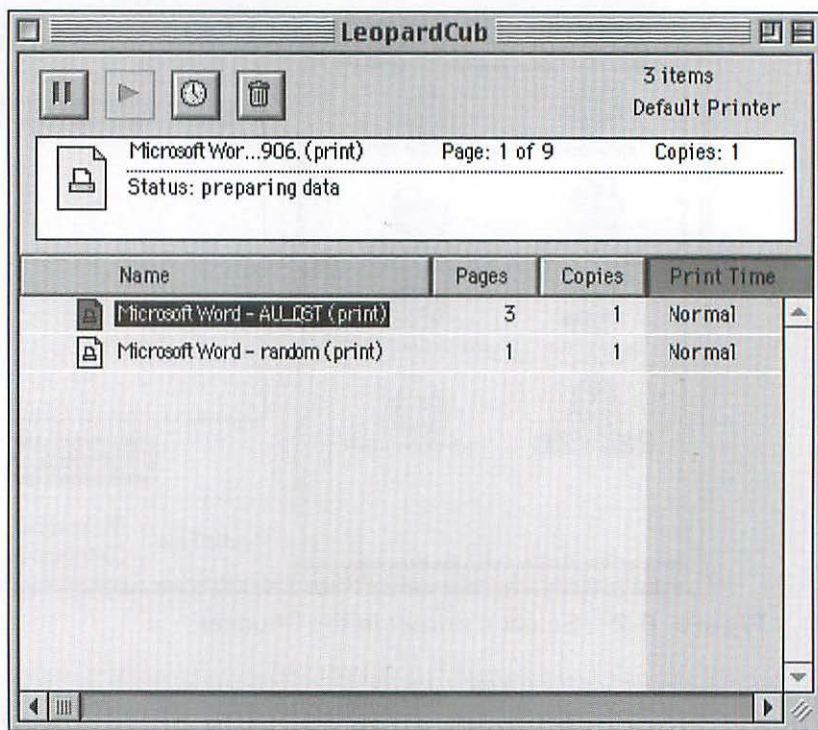 LeopardCub
3 items
Default Printer
Microsoft Wor...906. (print) Page: 1 of 9 Copies: 1
Status: preparing data
Name Pages Copies Print Time
Microsoft Word - ALL_QST (print) 3 1 Normal
Microsoft Word - random (print) 1 1 Normal